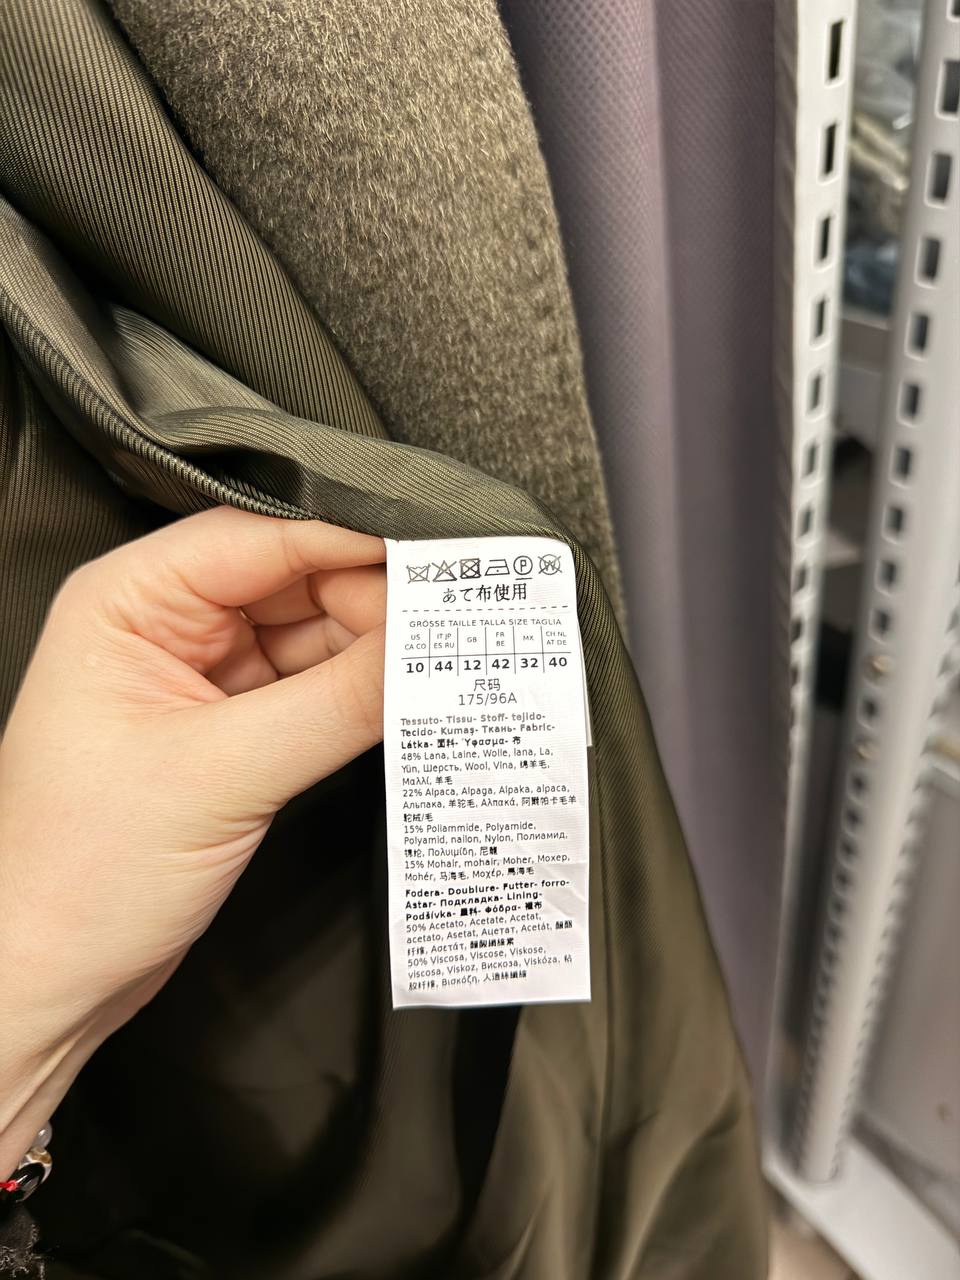 P W
あて布使用
GRÖSSE TAILLE TALLA SIZE TAGLIA
US CA CO IT JP ES RU GB FR BE MX CH NL AT DE
10 44 12 42 32 40
尺码
175/96A
Tessuto- Tissu- Stoff- tejido-
Tecido- Kumaş- Ткань- Fabric-
Látka- 面料- Ύφασμα- 布
48% Lana, Laine, Wolle, lana, La,
Yün, Шерсть, Wool, Vlna, 绵羊毛,
Μαλλί, 羊毛
22% Alpaca, Alpaga, Alpaka, alpaca,
Альпака, 羊驼毛, Αλπακά, 阿爾帕卡毛羊
駝絨/毛
15% Poliammide, Polyamide,
Polyamid, nailon, Nylon, Полиамид,
锦纶, Πολυιμίδη, 尼龍
15% Mohair, mohair, Moher, Мохер,
Mohér, 马海毛, Μοχέρ, 馬海毛
Fodera- Doublure- Futter- forro-
Astar- Подкладка- Lining-
Podšívka- 里料- Φόδρα- 襯布
50% Acetato, Acetate, Acetat,
acetato, Asetat, Ацетат, Acetát, 醋酯
纤维, Ασετάτ, 醋酸纖維素
50% Viscosa, Viscose, Viskose,
viscosa, Viskoz, Вискоза, Viskóza, 粘
胶纤维, Βισκόζη, 人造絲纖維